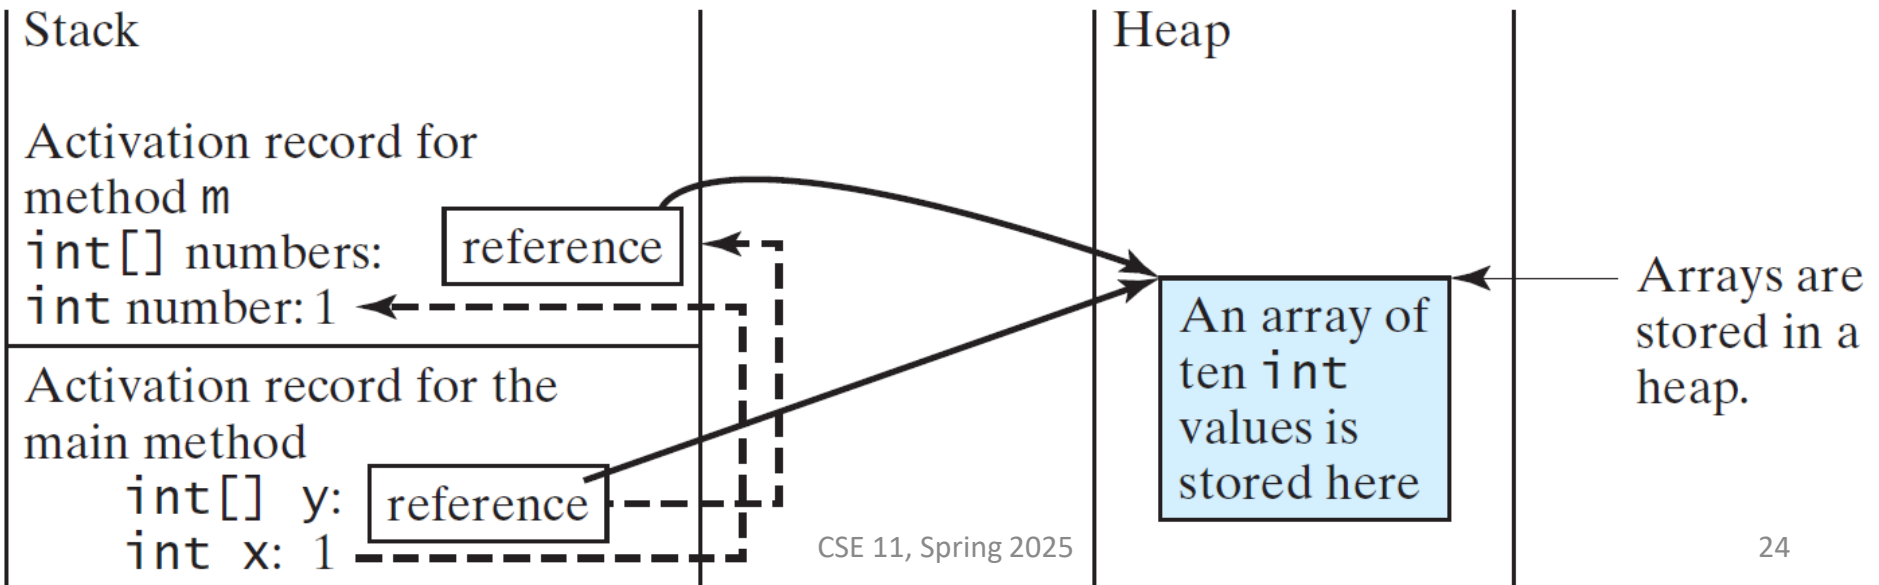 Stack
Activation record for
method m
int[] numbers:
reference
int number: 1
Activation record for the
main method
int[] y:
reference
int x: 1
Heap
An array of
ten int
values is
stored here
Arrays are
stored in a
heap.
CSE 11, Spring 2025
24